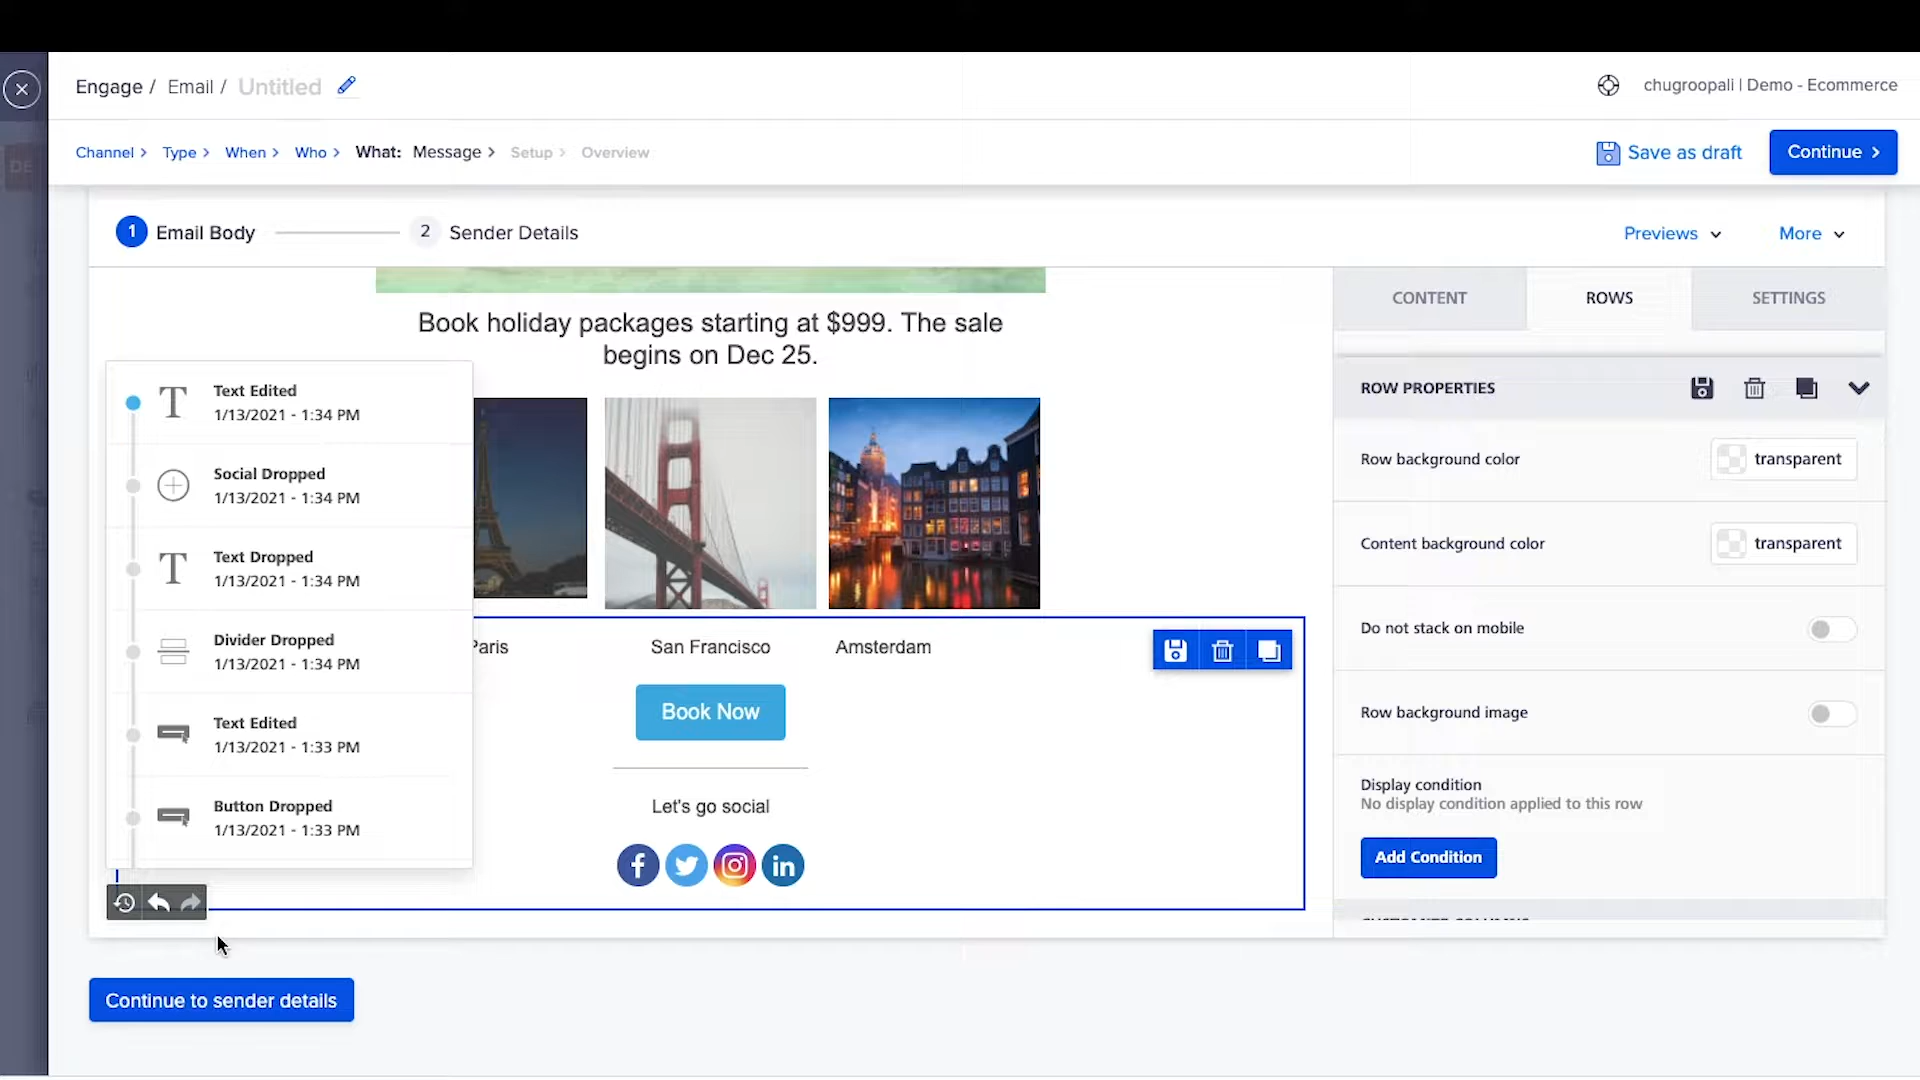 Engage / Email / Untitled
chugroopali | Demo - Ecommerce
Channel > Type > When > Who > What: Message > Setup > Overview
Save as draft
Continue >
1 Email Body
2 Sender Details
Previews
More
CONTENT
ROWS
SETTINGS
Book holiday packages starting at $999. The sale
begins on Dec 25.
Text Edited
1/13/2021 - 1:34 PM
Social Dropped
1/13/2021 - 1:34 PM
Text Dropped
1/13/2021 - 1:34 PM
Divider Dropped
1/13/2021 - 1:34 PM
Text Edited
1/13/2021 - 1:33 PM
Button Dropped
1/13/2021 - 1:33 PM
Paris
San Francisco
Amsterdam
Book Now
Let's go social
ROW PROPERTIES
Row background color
transparent
Content background color
transparent
Do not stack on mobile
Row background image
Display condition
No display condition applied to this row
Add Condition
Continue to sender details